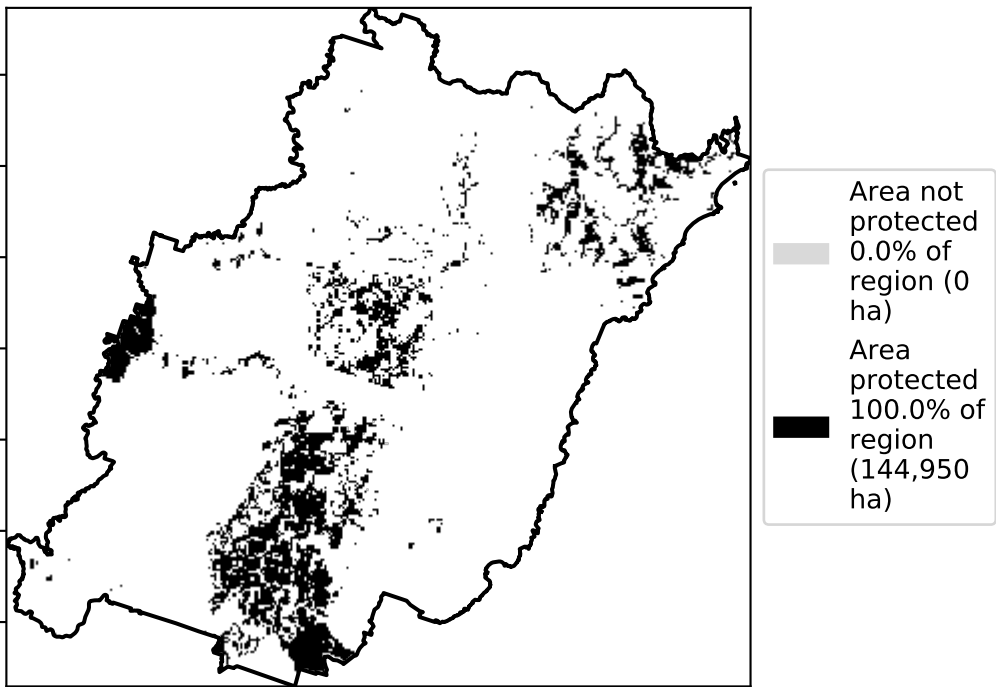 Area not
protected
0.0% of
region (0
ha)
Area
protected
100.0% of
region
(144,950
ha)